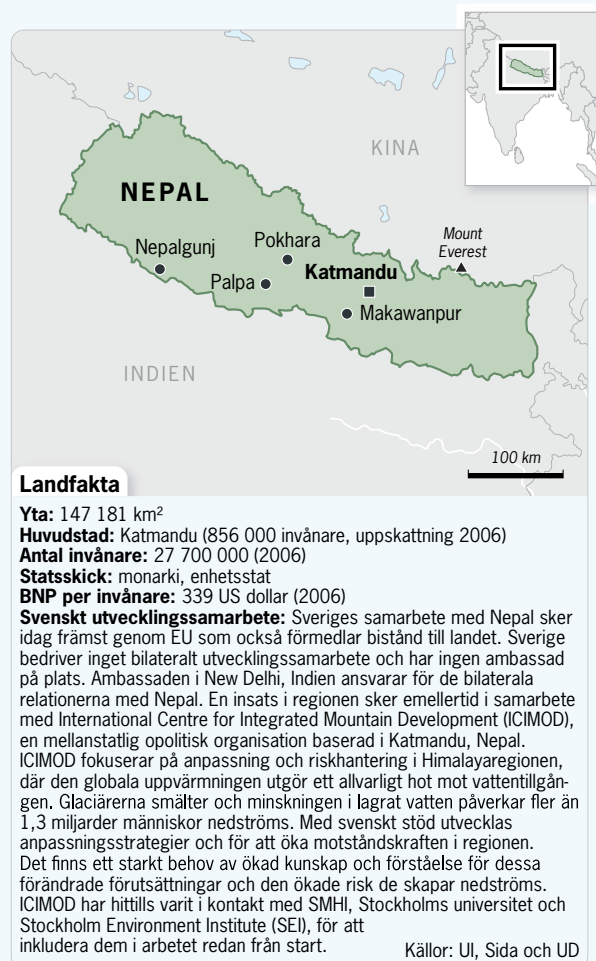 KINA
NEPAL
Mount
Everest
Nepalgunj
Pokhara
Katmandu
Palpa
Makawanpur
INDIEN
100 km
Landfakta
Yta: 147 181 km²
Huvudstad: Katmandu (856 000 invånare, uppskattning 2006)
Antal invånare: 27 700 000 (2006)
Statsskick: monarki, enhetsstat
BNP per invånare: 339 US dollar (2006)
Svenskt utvecklingssamarbete: Sveriges samarbete med Nepal sker
idag främst genom EU som också förmedlar bistånd till landet. Sverige
bedriver inget bilateralt utvecklingssamarbete och har ingen ambassad
på plats. Ambassaden i New Delhi, Indien ansvarar för de bilaterala
relationerna med Nepal. En insats i regionen sker emellertid i samarbete
med International Centre for Integrated Mountain Development (ICIMOD),
en mellanstatlig opolitisk organisation baserad i Katmandu, Nepal.
ICIMOD fokuserar på anpassning och riskhantering i Himalayaregionen,
där den globala uppvärmningen utgör ett allvarligt hot mot vattentillgån-
gen. Glaciärerna smälter och minskningen i lagrat vatten påverkar fler än
1,3 miljarder människor nedströms. Med svenskt stöd utvecklas
anpassningsstrategier och för att öka motståndskraften i regionen.
Det finns ett starkt behov av ökad kunskap och förståelse för dessa
förändrade förutsättningar och den ökade risk de skapar nedströms.
ICIMOD har hittills varit i kontakt med SMHI, Stockholms universitet och
Stockholm Environment Institute (SEI), för att
inkludera dem i arbetet redan från start.
Källor: UI, Sida och UD